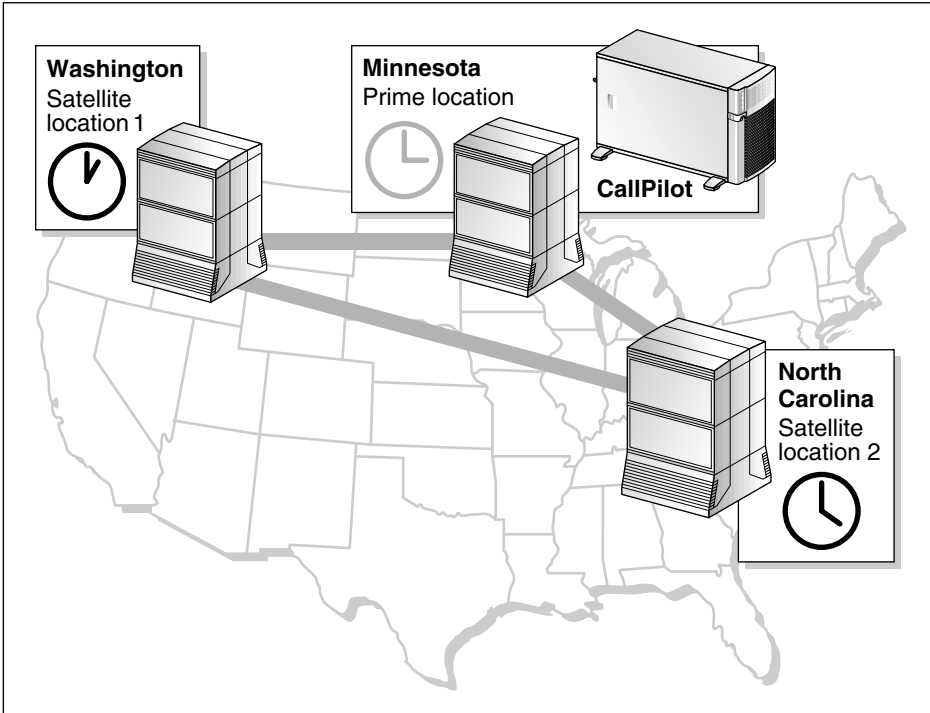 Washington
Satellite
location 1
Minnesota
Prime location
CallPilot
North
Carolina
Satellite
location 2